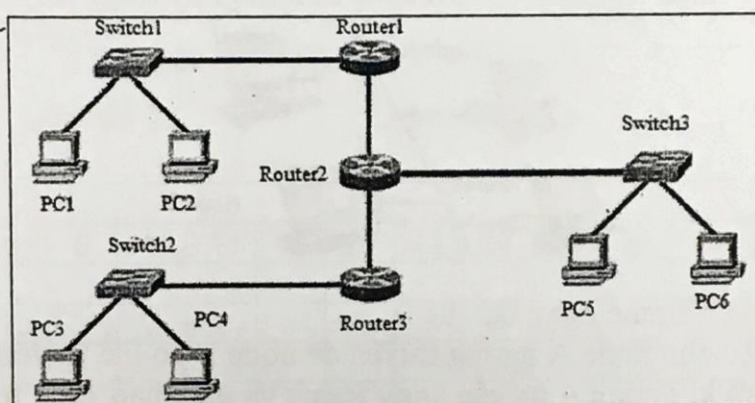 Switch1
Router1
Switch3
Router2
PC1
PC2
Switch2
PC5
PC6
PC3
PC4
Router3